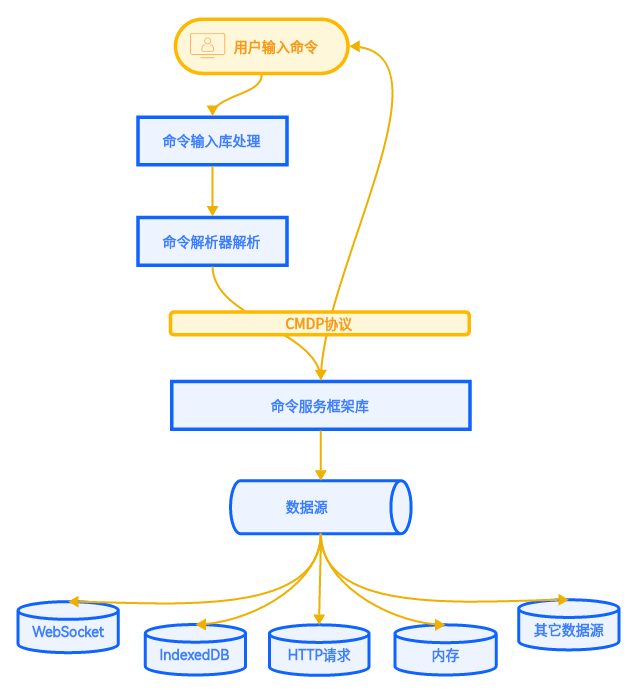 用户输入命令
命令输入库处理
命令解析器解析
CMDP协议
命令服务框架库
数据源
WebSocket
IndexedDB
HTTP请求
内存
其它数据源